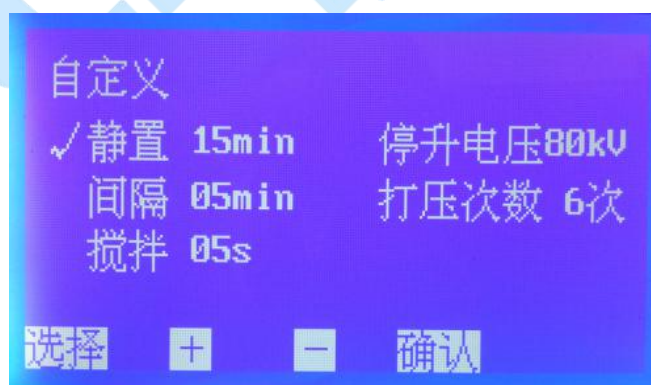 自定义
✓静置 15min 停升电压80kV
间隔 05min 打压次数 6次
搅拌 05s
选择 + - 确认